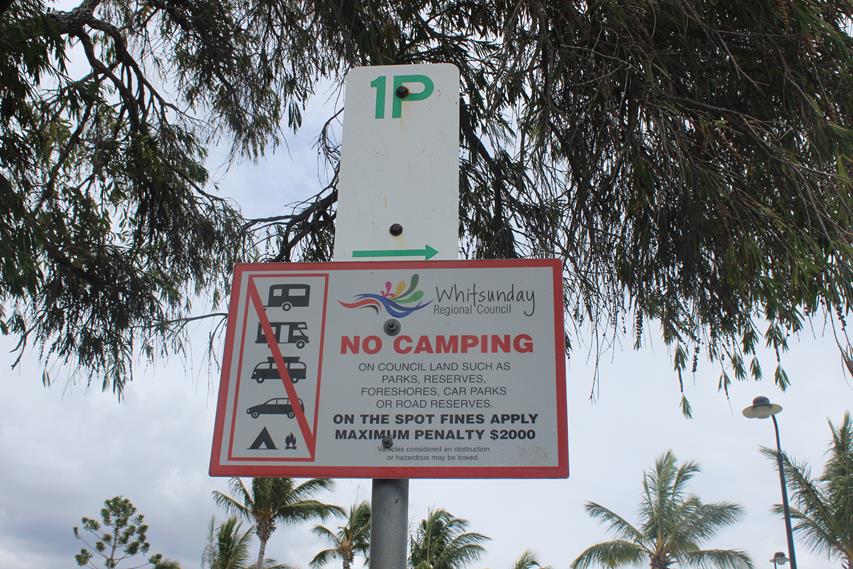 1P
Whitsunday
Regional Council
NO CAMPING
ON COUNCIL LAND SUCH AS
PARKS, RESERVES,
FORESHORES, CAR PARKS
OR ROAD RESERVES.
ON THE SPOT FINES APPLY
MAXIMUM PENALTY $2000
Vehicles considered an obstruction
or hazardous may be towed.